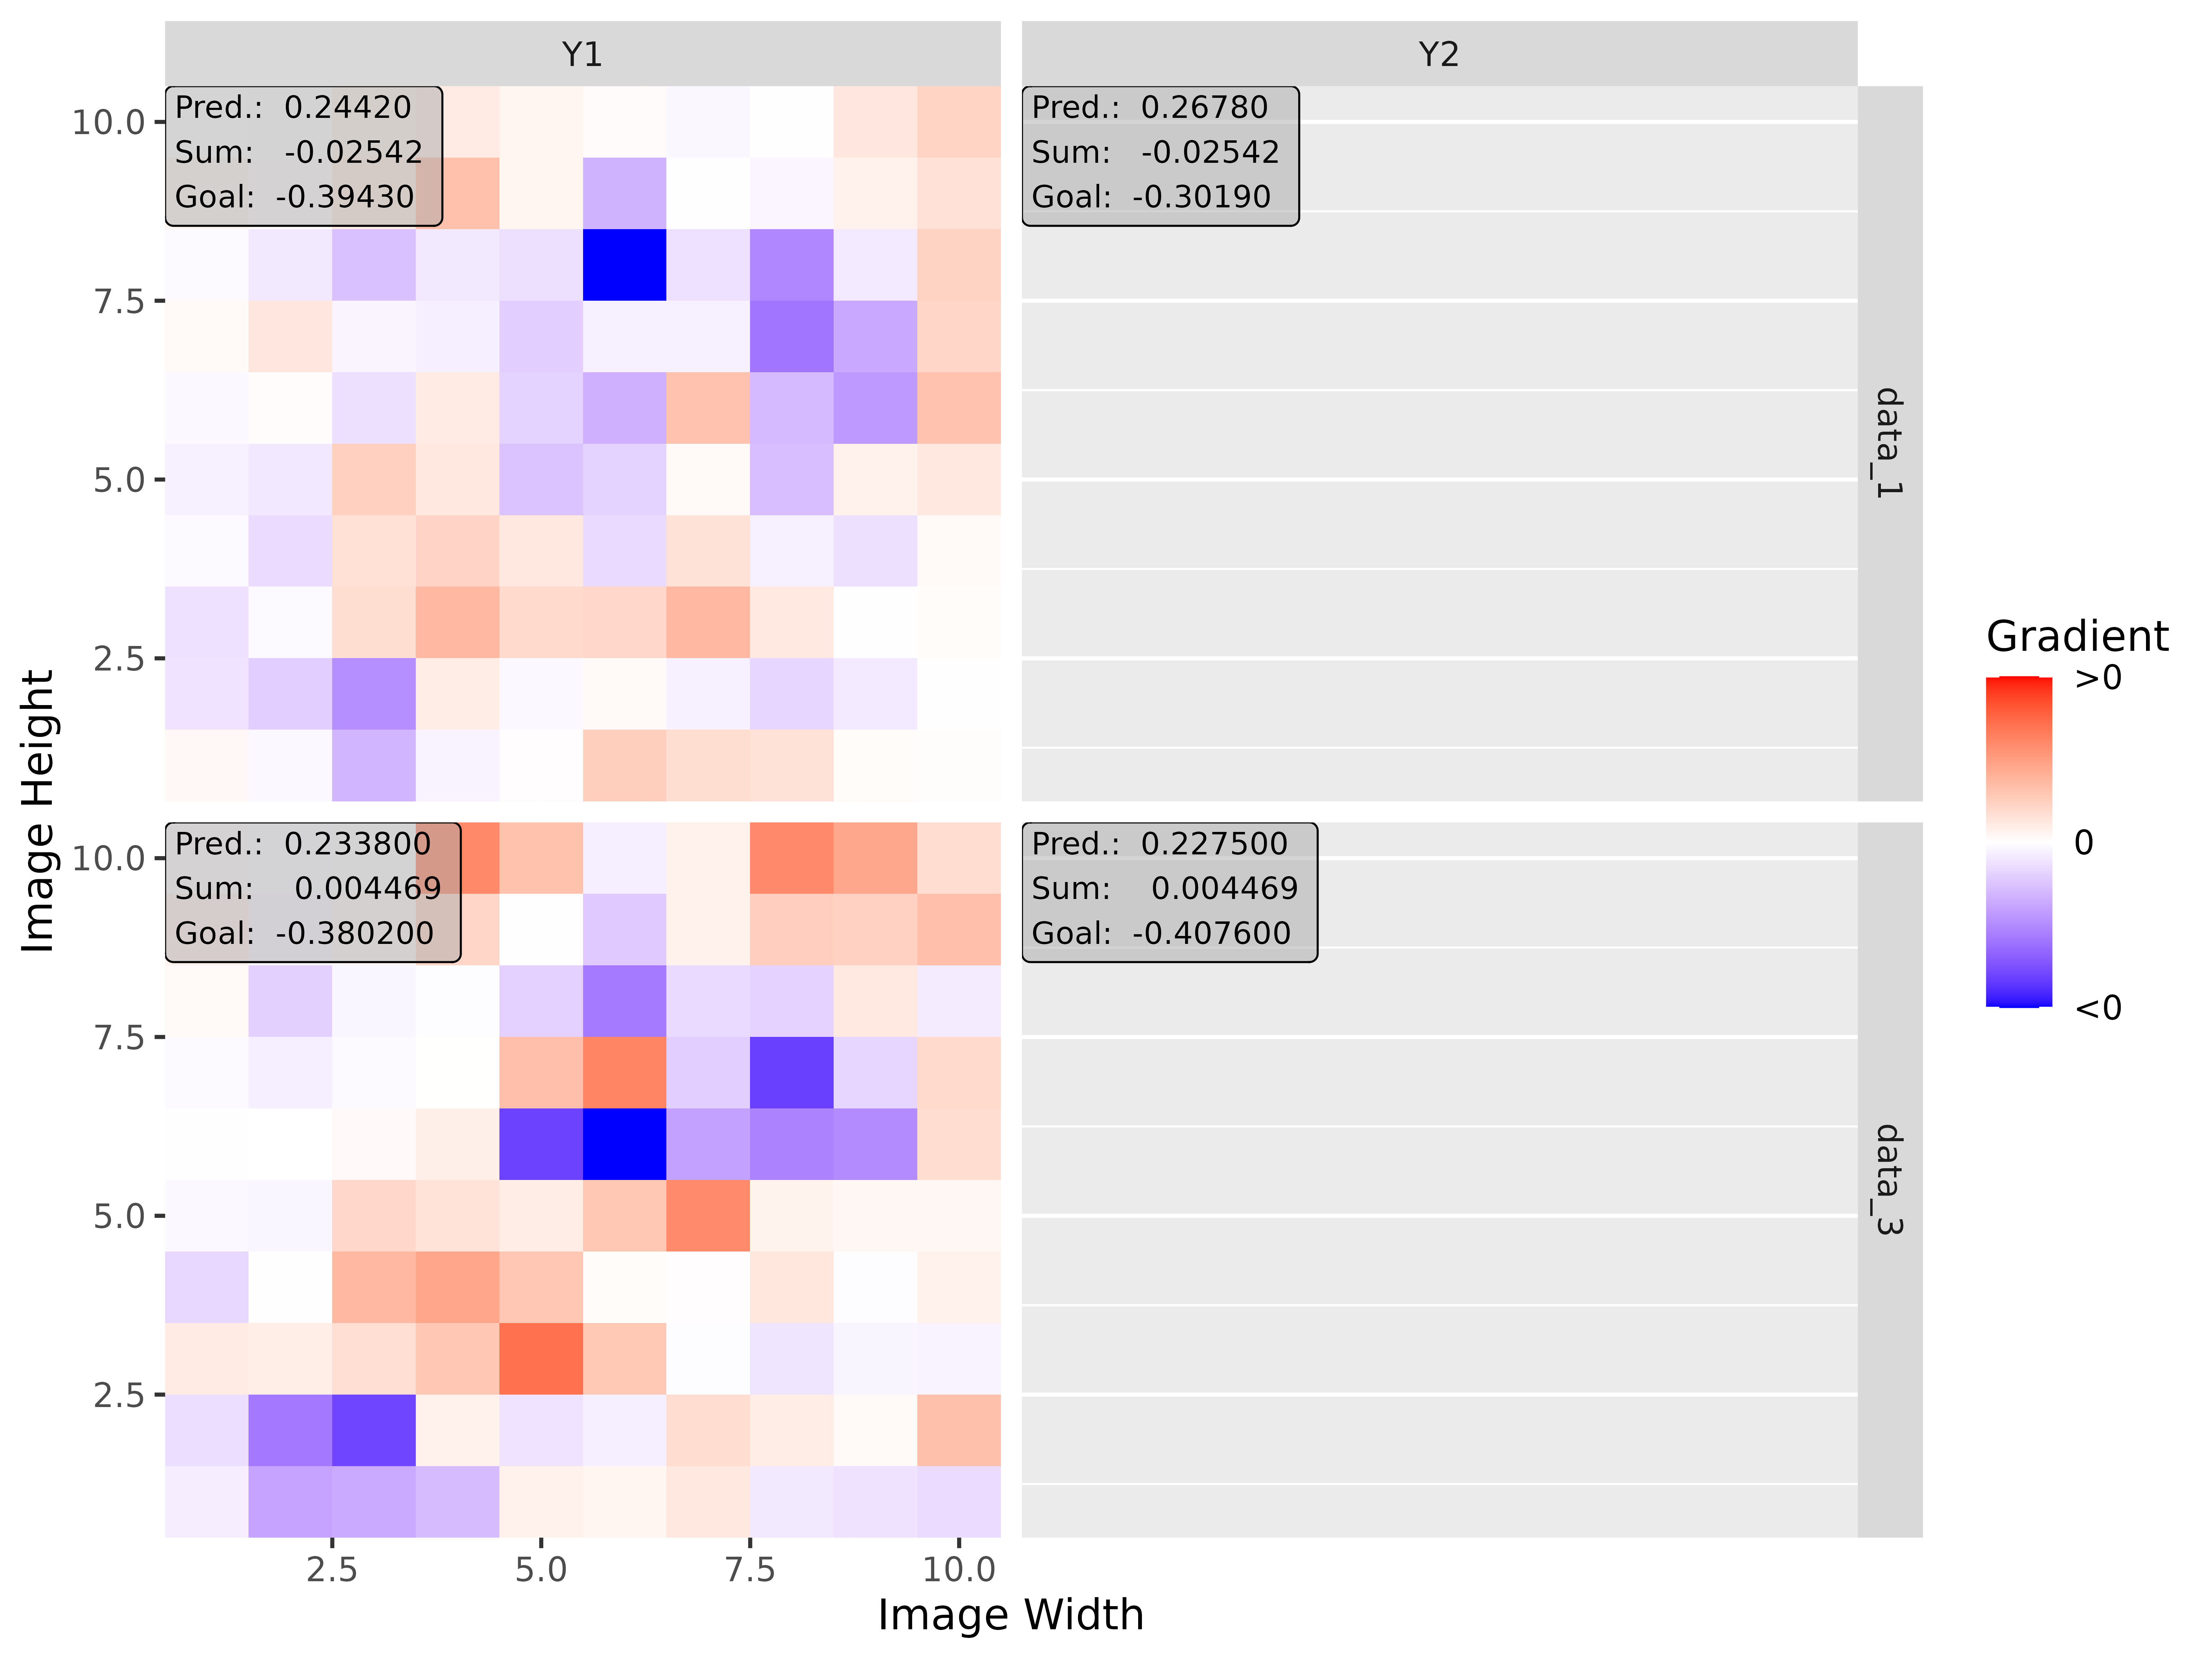 Y1
Y2
Pred.: 0.24420
Sum: -0.02542
Goal: -0.39430
Pred.: 0.26780
Sum: -0.02542
Goal: -0.30190
10.0
7.5
5.0
2.5
data_1
Pred.: 0.233800
Sum: 0.004469
Goal: -0.380200
Pred.: 0.227500
Sum: 0.004469
Goal: -0.407600
10.0
7.5
5.0
2.5
data_3
2.5 5.0 7.5 10.0
Image Width
Image Height
Gradient
>0
0
<0